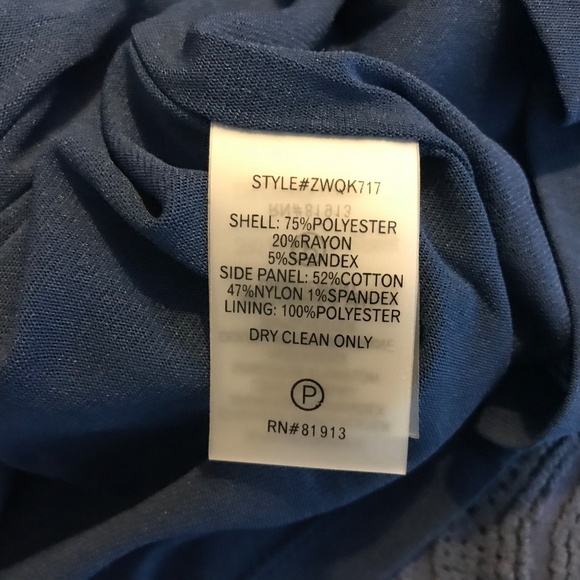 STYLE#ZWQK717
SHELL: 75%POLYESTER
20%RAYON
5%SPANDEX
SIDE PANEL: 52%COTTON
47%NYLON 1%SPANDEX
LINING: 100%POLYESTER
DRY CLEAN ONLY
P
RN#81913